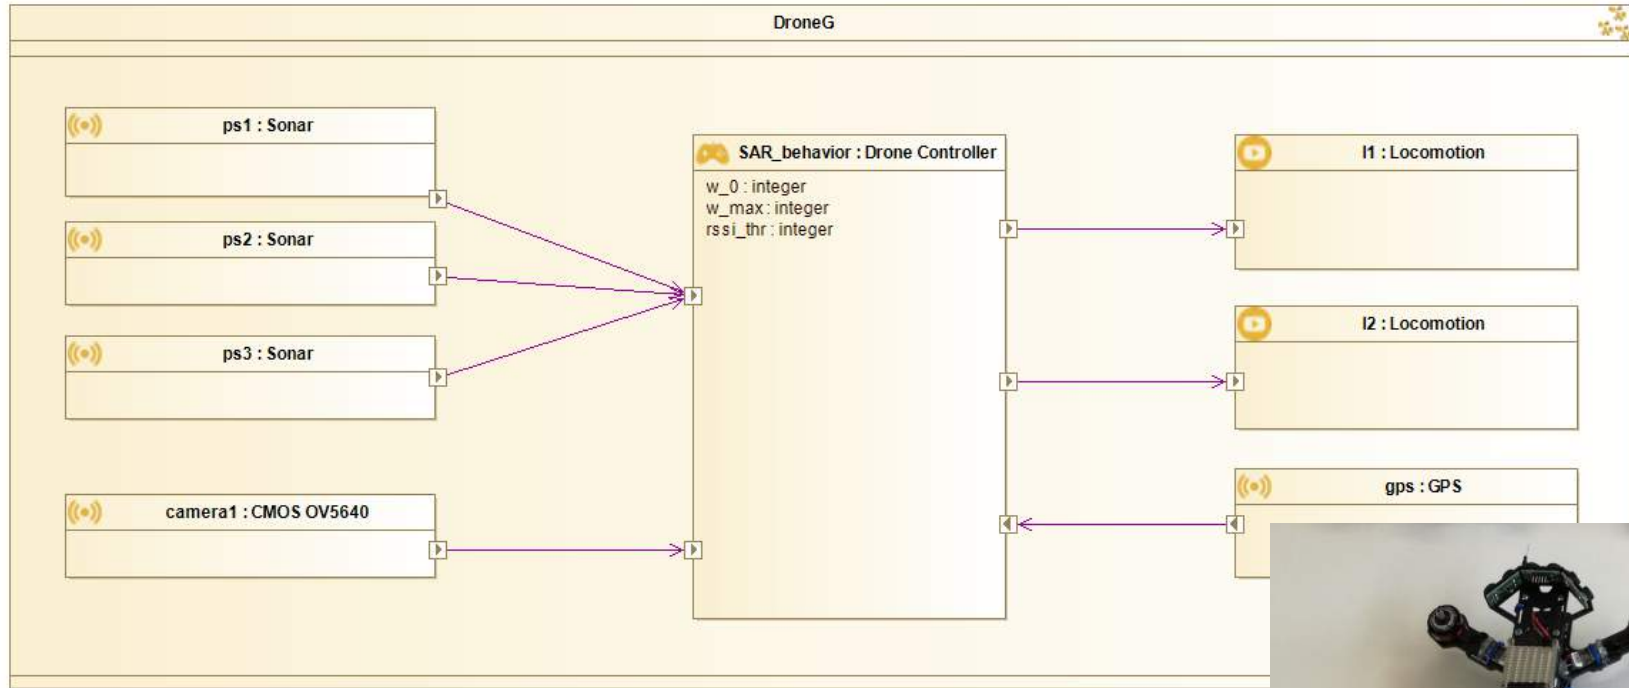 DroneG
ps1 : Sonar
ps2 : Sonar
ps3 : Sonar
camera1 : CMOS OV5640
SAR_behavior : Drone Controller
w_0 : integer
w_max : integer
rssi_thr : integer
l1 : Locomotion
l2 : Locomotion
gps : GPS